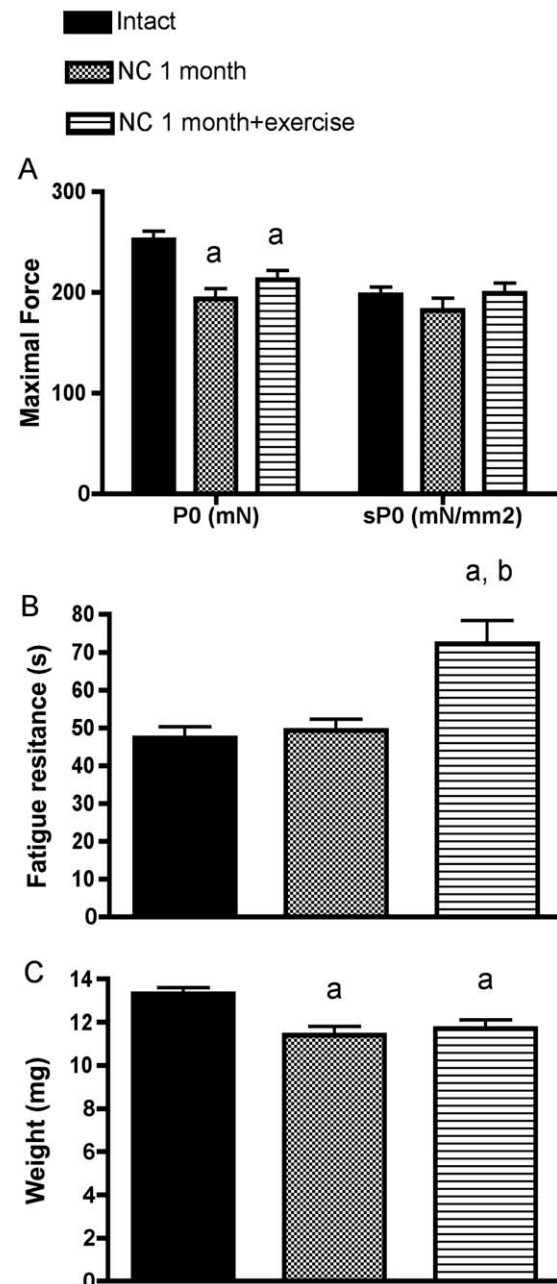 Intact
NC 1 month
NC 1 month+exercise
A
300
200
100
0
Maximal Force
a
a
P0 (mN)
sP0 (mN/mm2)
B
a, b
80
70
60
50
40
30
20
10
0
Fatigue resitance (s)
C
14
12
10
8
6
4
2
0
Weight (mg)
a
a